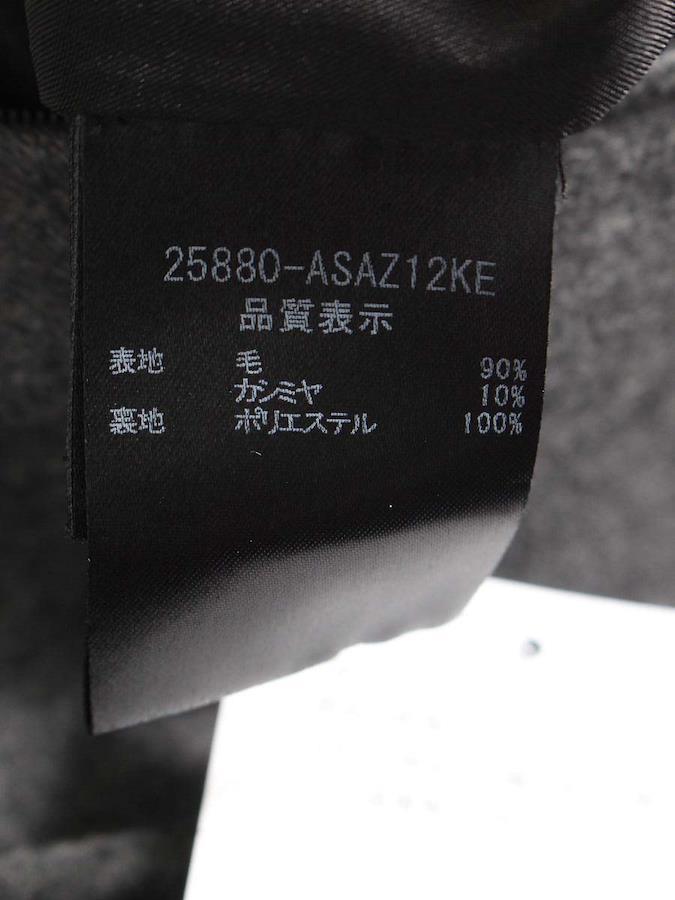 25880-ASAZ12KE
品質表示
表地 毛 90%
カシミヤ 10%
裏地 ポリエステル 100%